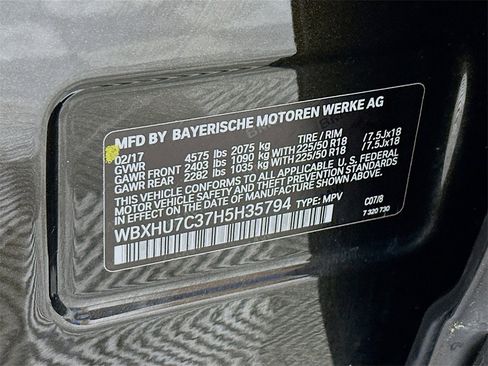 MFD BY BAYERISCHE MOTOREN WERKE AG
02/17 4575 lbs 2075 kg TIRE / RIM
GVWR
GAWR FRONT 2403 lbs 1090 kg 225/50 R18 /7.5Jx18
GAWR REAR 2282 lbs 1035 kg 225/50 R18 /7.5Jx18
THIS VEHICLE CONFORMS TO ALL APPLICABLE U.S. FEDERAL
MOTOR VEHICLE SAFETY, BUMPER, AND THEFT PREVENTION
STANDARDS IN EFFECT ON THE DATE OF MANUFACTURE SHOWN ABOVE.
WBXHU7C37H5H35794 TYPE: MPV C07/8
7 320 730